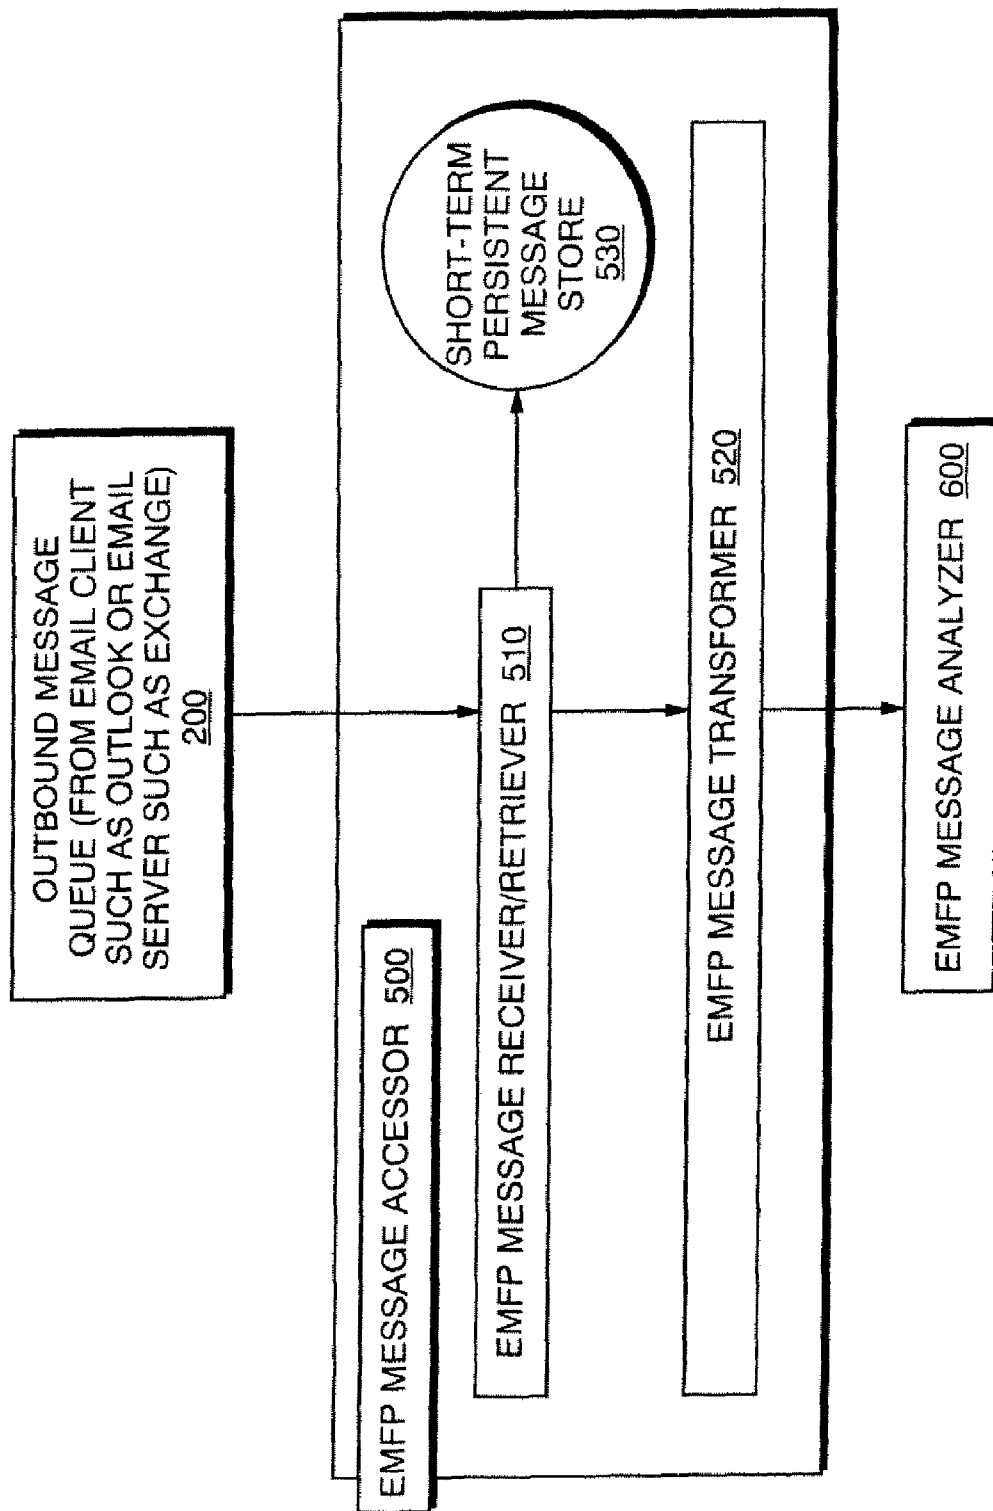 OUTBOUND MESSAGE
QUEUE (FROM EMAIL CLIENT
SUCH AS OUTLOOK OR EMAIL
SERVER SUCH AS EXCHANGE)
200
EMFP MESSAGE ACCESSOR 500
EMFP MESSAGE RECEIVER/RETRIEVER 510
SHORT-TERM
PERSISTENT
MESSAGE
STORE
530
EMFP MESSAGE TRANSFORMER 520
EMFP MESSAGE ANALYZER 600